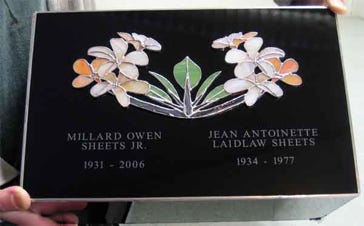 MILLARD OWEN
SHEETS JR.
1931 - 2006
JEAN ANTOINETTE
LAIDLAW SHEETS
1934 - 1977